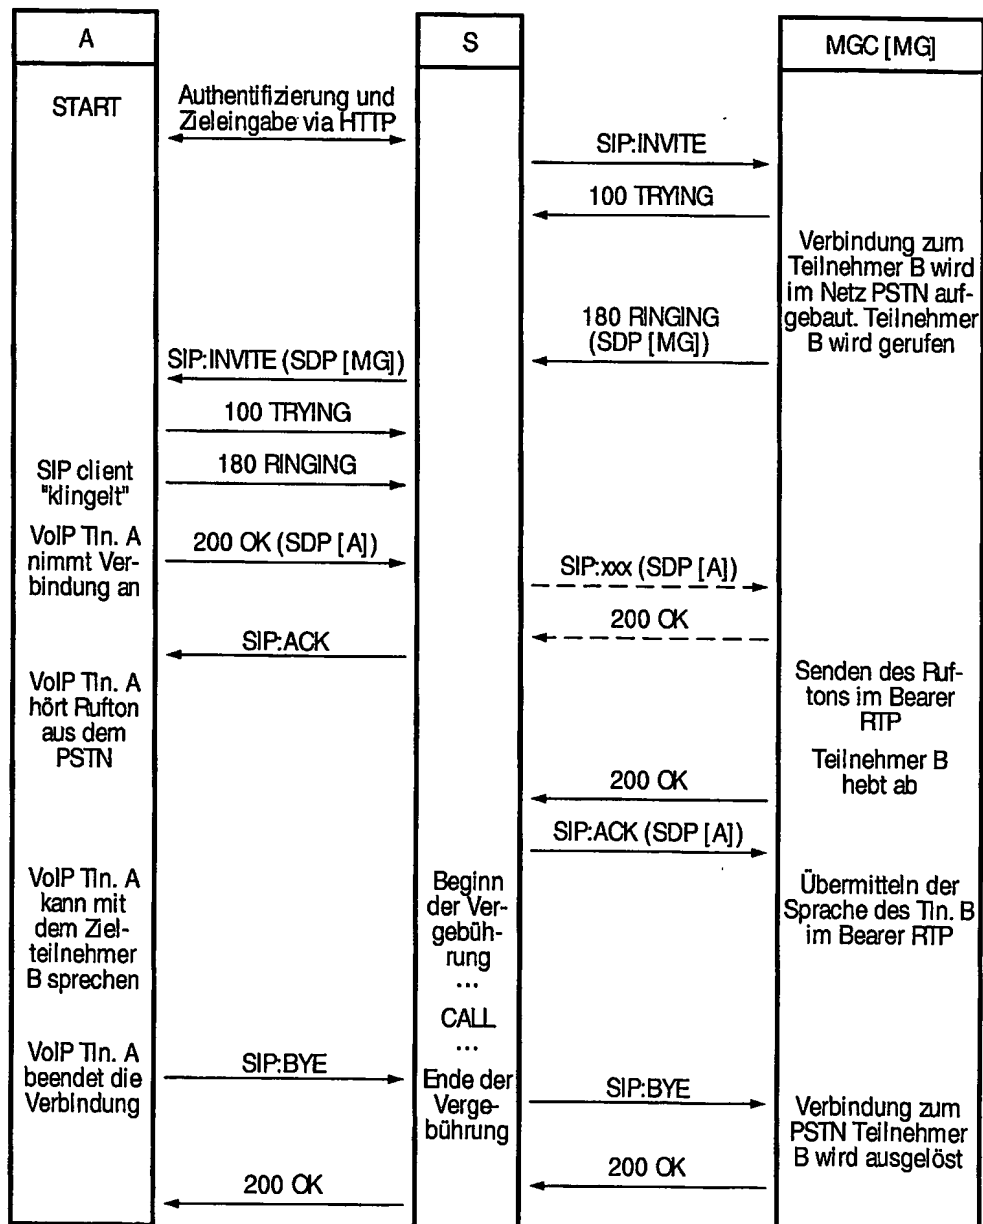 A
S
MGC [MG]
START
Authentifizierung und
Zieleingabe via HTTP
SIP:INVITE
100 TRYING
Verbindung zum
Teilnehmer B wird
im Netz PSTN auf-
gebaut. Teilnehmer
B wird gerufen
180 RINGING
(SDP [MG])
SIP:INVITE (SDP [MG])
100 TRYING
SIP client
"klingelt"
180 RINGING
VoIP Tln. A
nimmt Ver-
bindung an
200 OK (SDP [A])
SIP:xxx (SDP [A])
200 OK
SIP:ACK
VoIP Tln. A
hört Rufton
aus dem
PSTN
Senden des Ruf-
tons im Bearer
RTP
Teilnehmer B
hebt ab
200 OK
SIP:ACK (SDP [A])
VoIP Tln. A
kann mit
dem Ziel-
teilnehmer
B sprechen
Beginn
der Ver-
gebüh-
rung
...
CALL
...
Übermitteln der
Sprache des Tln. B
im Bearer RTP
VoIP Tln. A
beendet die
Verbindung
SIP:BYE
Ende der
Verge-
bührung
SIP:BYE
Verbindung zum
PSTN Teilnehmer
B wird ausgelöst
200 OK
200 OK